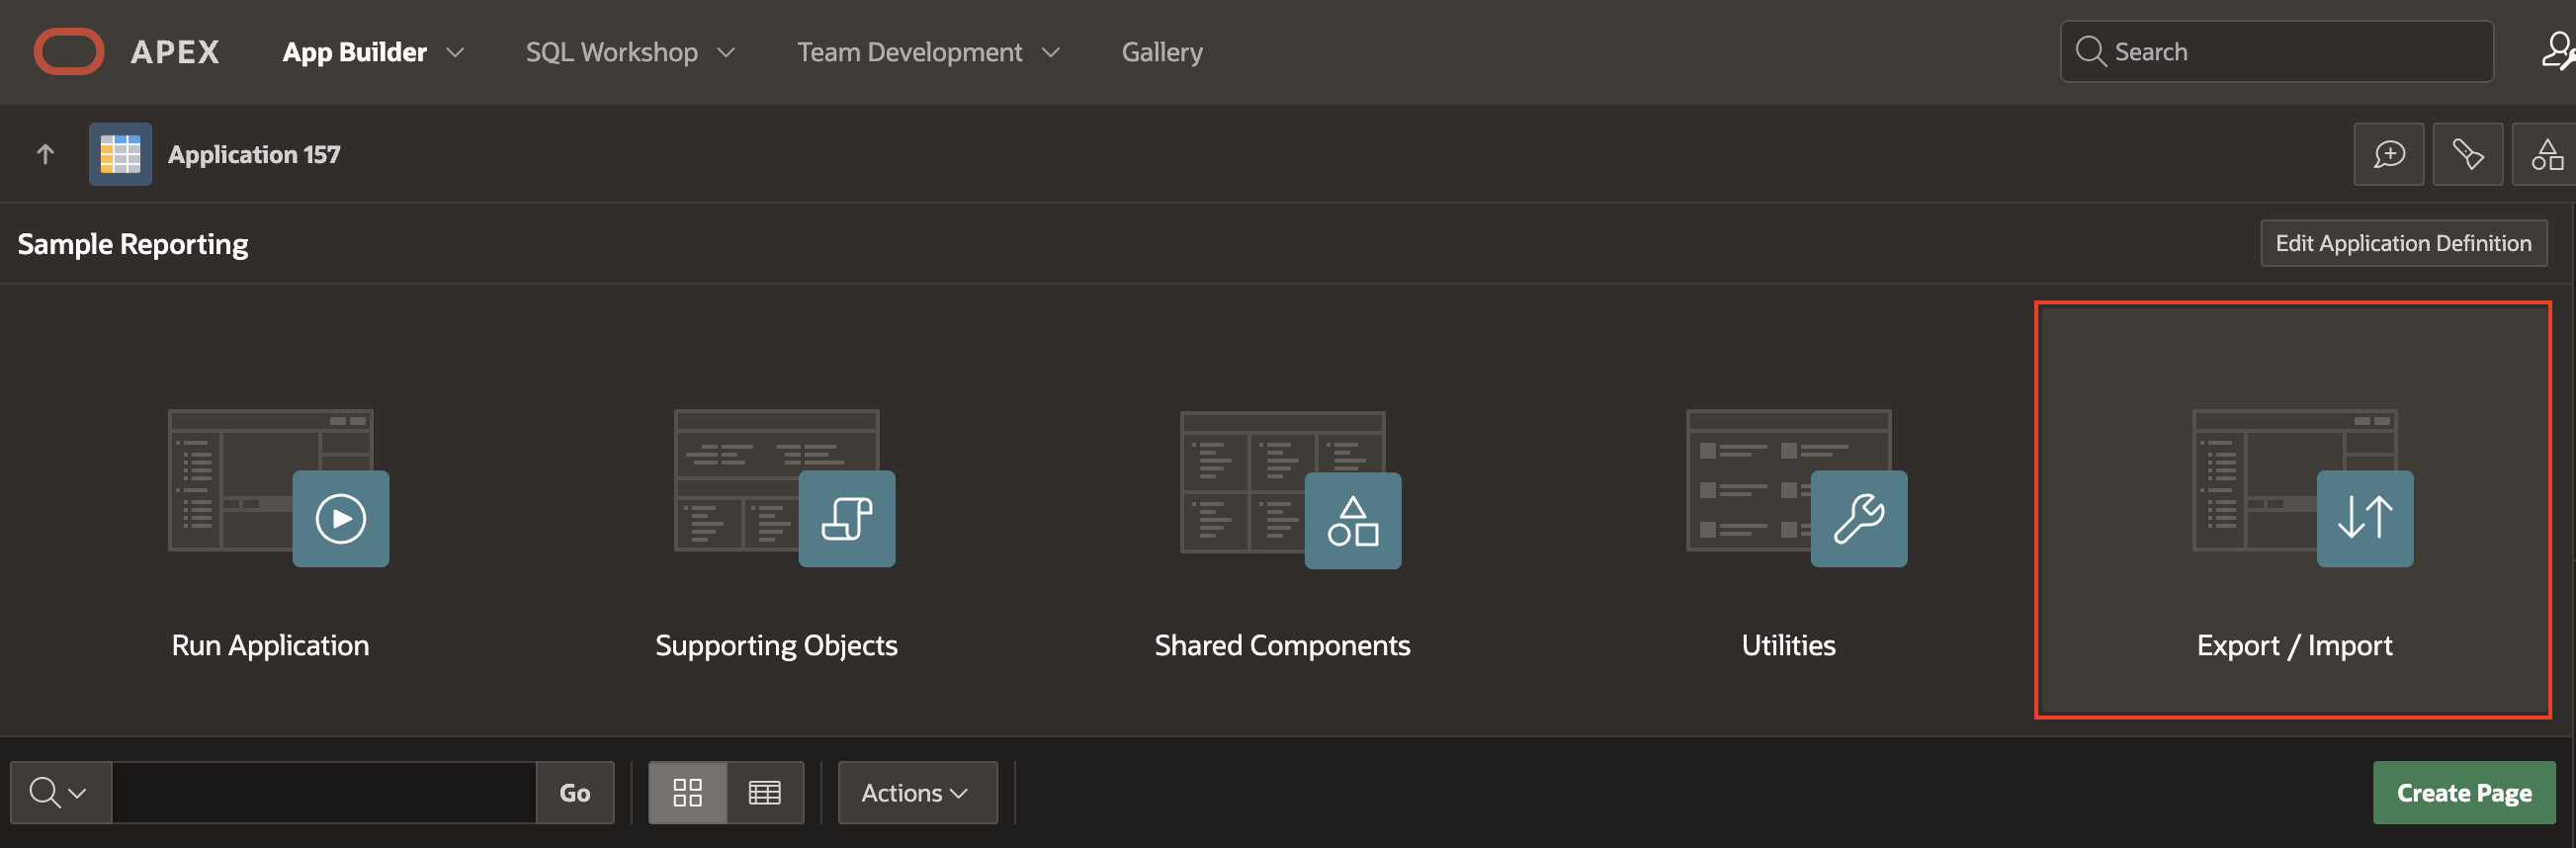 APEX App Builder SQL Workshop Team Development Gallery Search
Application 157
Sample Reporting Edit Application Definition
Run Application Supporting Objects Shared Components Utilities Export / Import
Go Actions Create Page